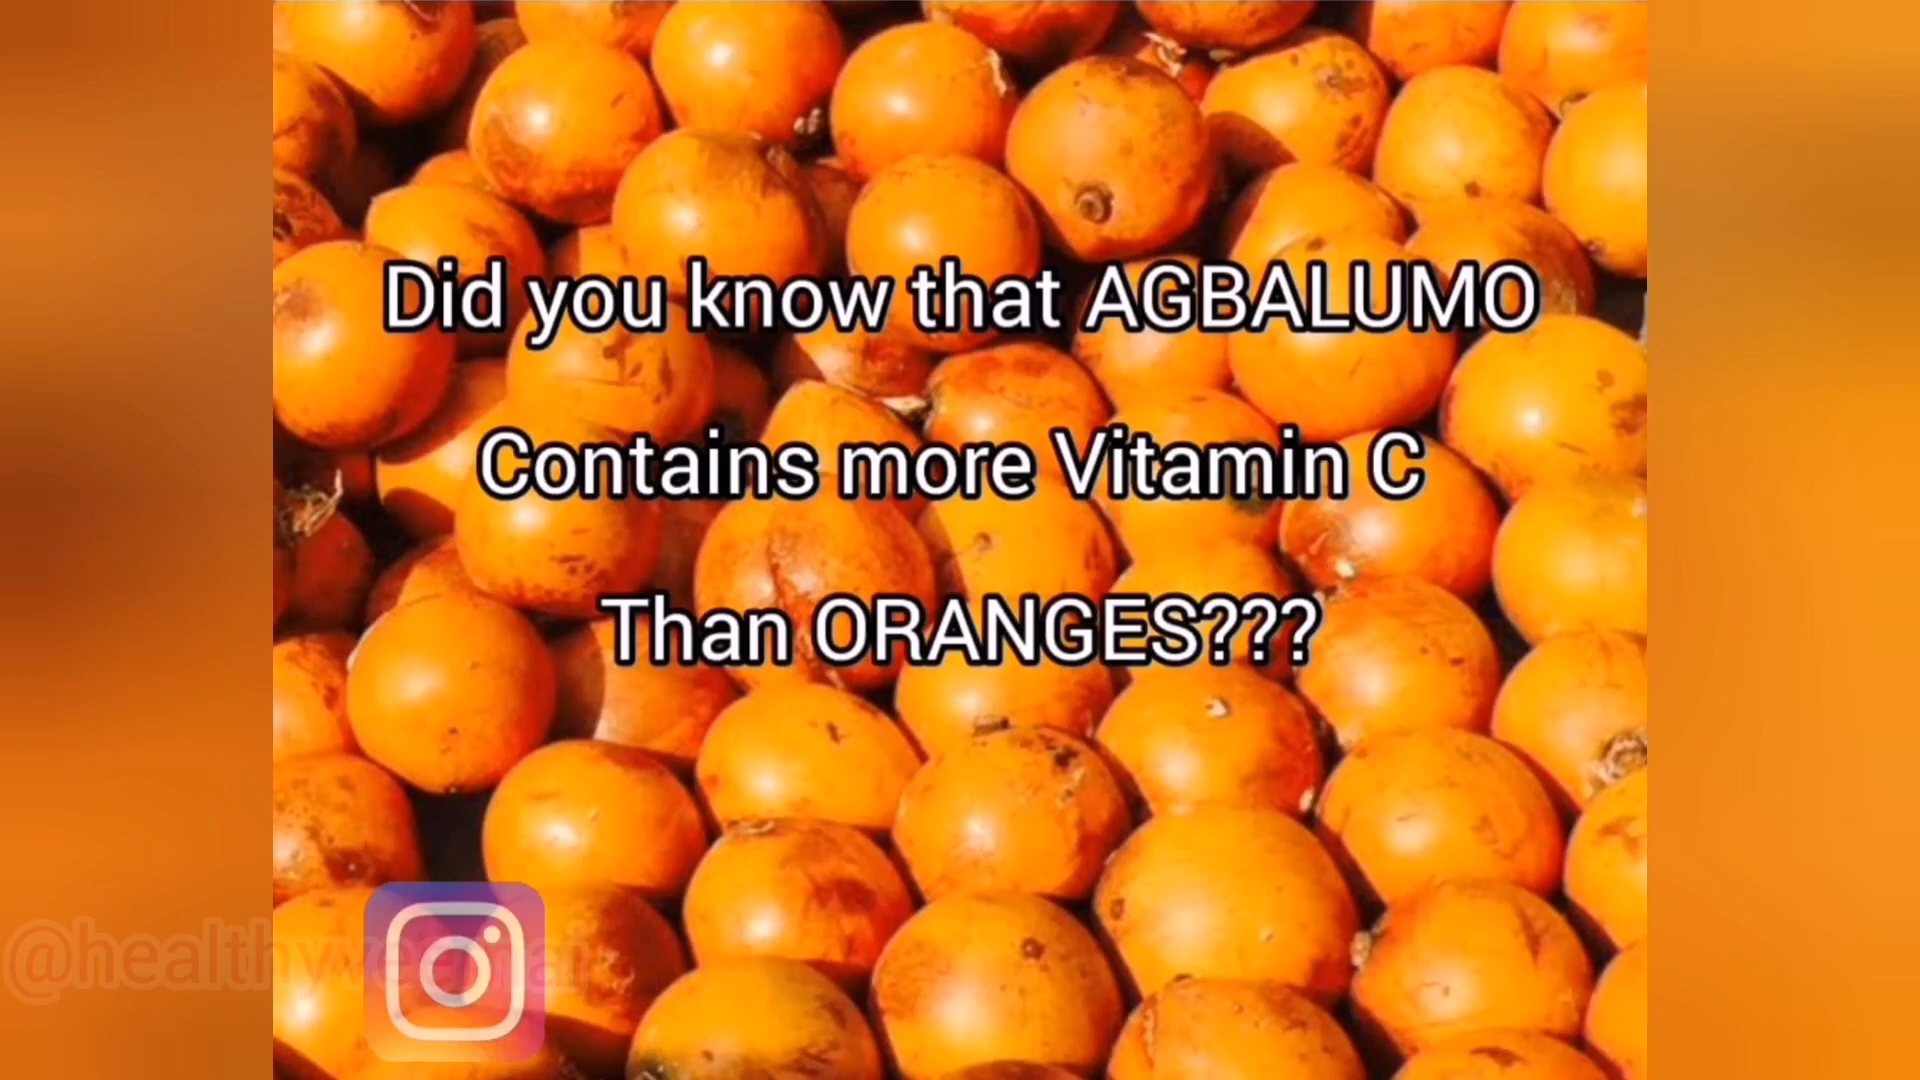 Did you know that AGBALUMO
Contains more Vitamin C
Than ORANGES???